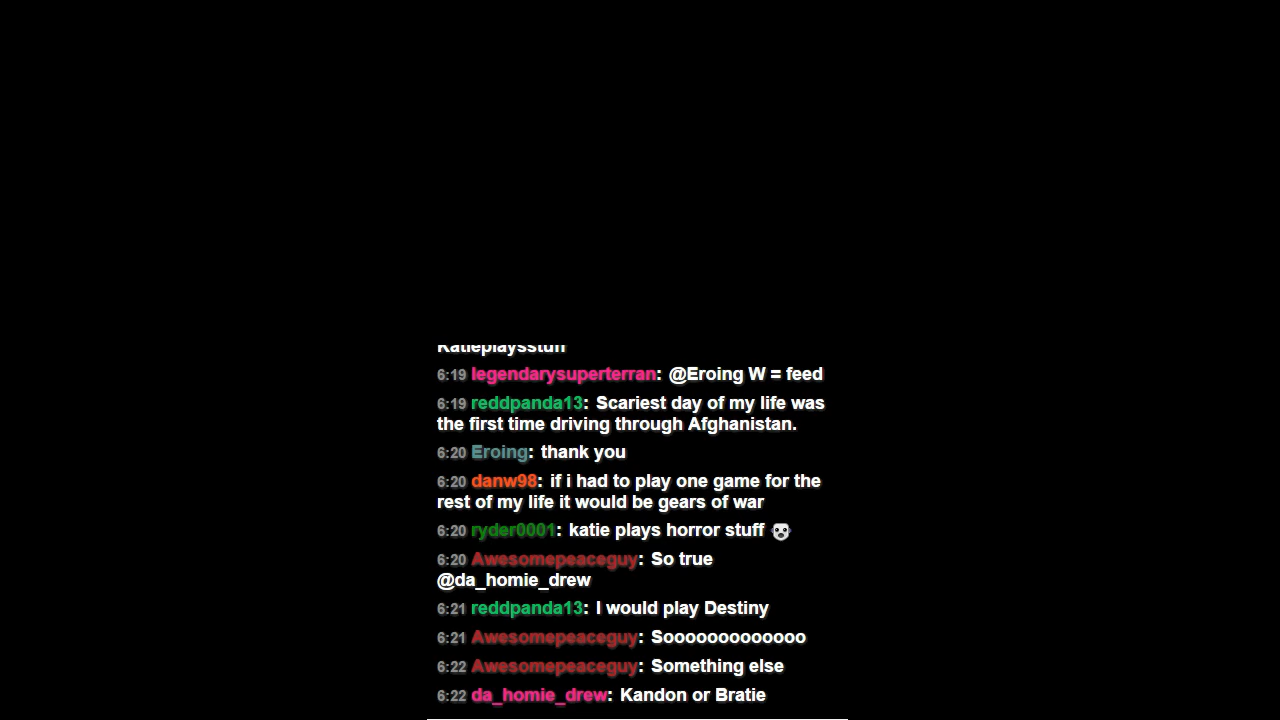 Katieplaysstuff
6:19 legendarysuperterran: @Eroing W = feed
6:19 reddpanda13: Scariest day of my life was
the first time driving through Afghanistan.
6:20 Eroing: thank you
6:20 danw98: if i had to play one game for the
rest of my life it would be gears of war
6:20 ryder0001: katie plays horror stuff
6:20 Awesomepeaceguy: So true
@da_homie_drew
6:21 reddpanda13: I would play Destiny
6:21 Awesomepeaceguy: Sooooooooooooo
6:22 Awesomepeaceguy: Something else
6:22 da_homie_drew: Kandon or Bratie